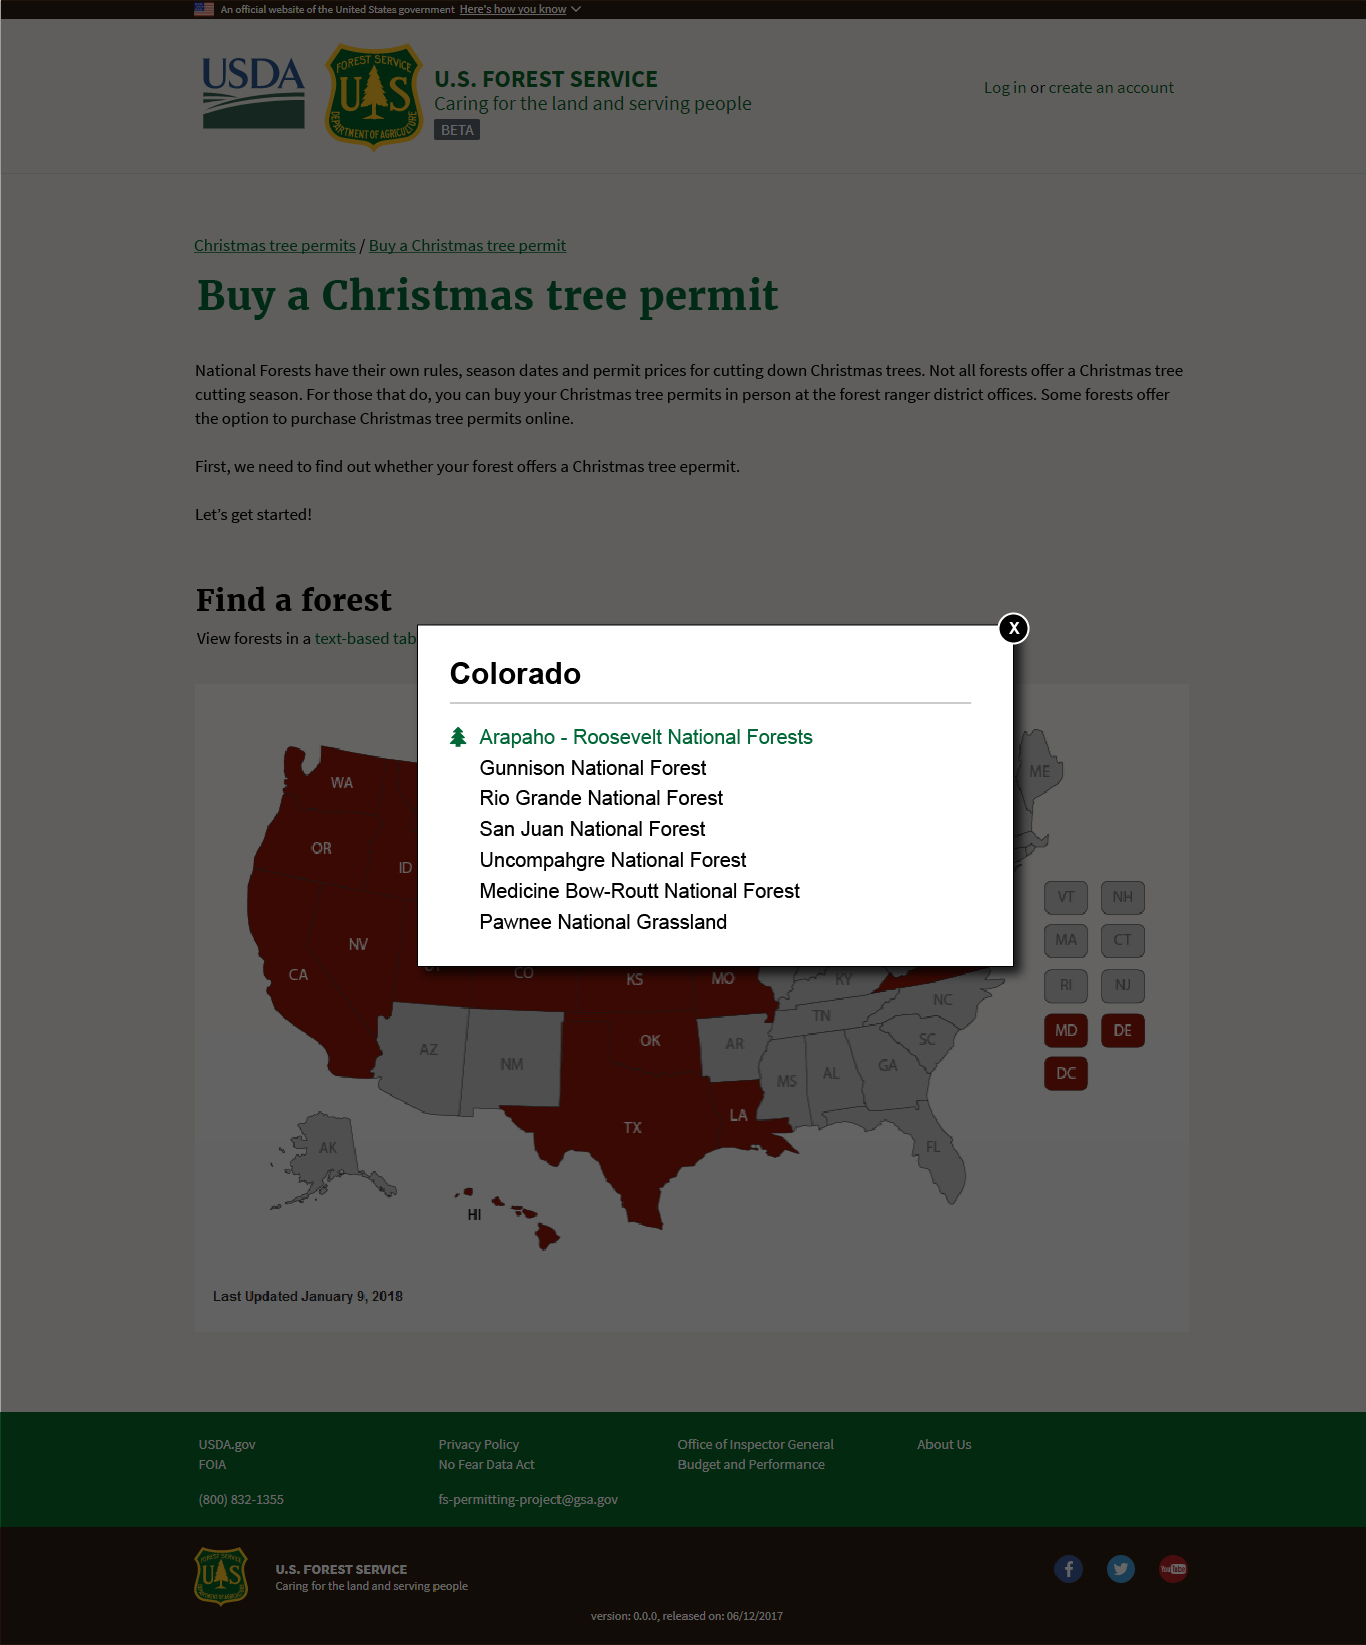 An official website of the United States government Here's how you know
USDA
FOREST SERVICE
U S
DEPARTMENT OF AGRICULTURE
U.S. FOREST SERVICE
Caring for the land and serving people
BETA
Log in or create an account
Christmas tree permits / Buy a Christmas tree permit
Buy a Christmas tree permit
National Forests have their own rules, season dates and permit prices for cutting down Christmas trees. Not all forests offer a Christmas tree
cutting season. For those that do, you can buy your Christmas tree permits in person at the forest ranger district offices. Some forests offer
the option to purchase Christmas tree permits online.
First, we need to find out whether your forest offers a Christmas tree epermit.
Let's get started!
Find a forest
View forests in a text-based tab
X
Colorado
Arapaho - Roosevelt National Forests
Gunnison National Forest
Rio Grande National Forest
San Juan National Forest
Uncompahgre National Forest
Medicine Bow-Routt National Forest
Pawnee National Grassland
WA
ME
OR
ID
VT NH
NV
MA CT
CA
CO
KS
MO
KY
RI NJ
NC
TN
MD DE
OK
AR
SC
AZ
NM
MS
AL
GA
DC
LA
TX
AK
FL
HI
Last Updated January 9, 2018
USDA.gov
FOIA
(800) 832-1355
Privacy Policy
No Fear Data Act
fs-permitting-project@gsa.gov
Office of Inspector General
Budget and Performance
About Us
FOREST SERVICE
U S
DEPARTMENT OF AGRICULTURE
U.S. FOREST SERVICE
Caring for the land and serving people
f
YouTube
version: 0.0.0, released on: 06/12/2017